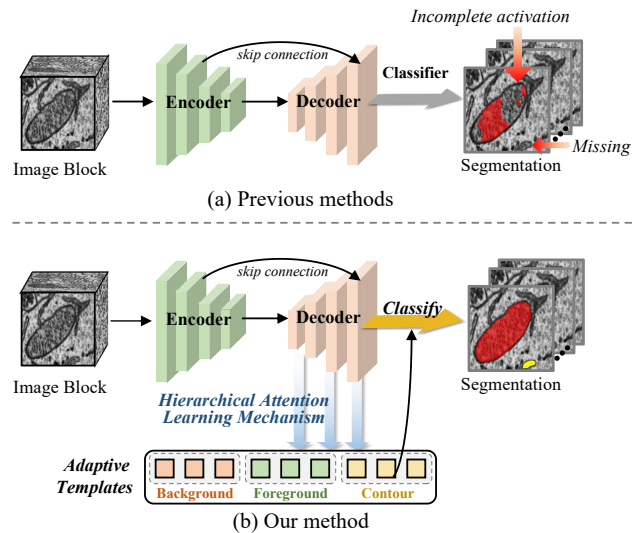 Incomplete activation
skip connection
Classifier
Encoder
Decoder
Missing
Image Block
Segmentation
(a) Previous methods
skip connection
Classify
Encoder
Decoder
Image Block
Segmentation
Hierarchical Attention
Learning Mechanism
Adaptive
Templates
Background
Foreground
Contour
(b) Our method